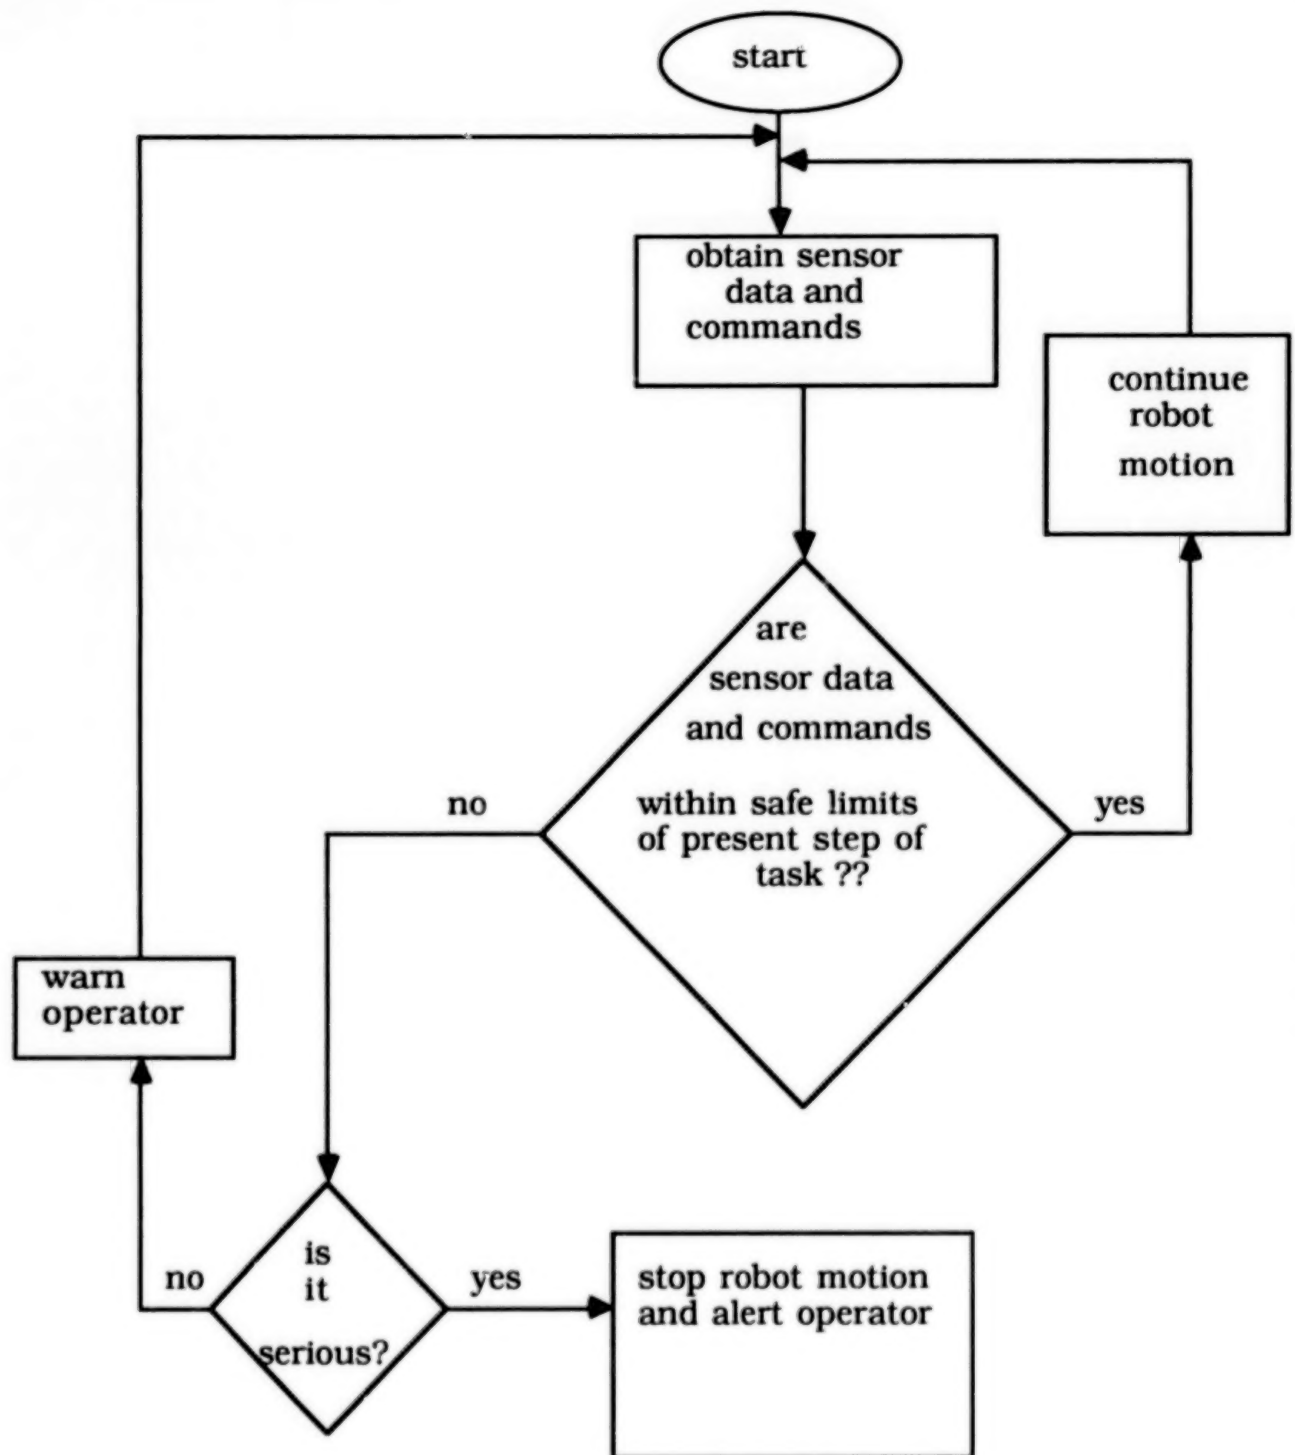 start
obtain sensor
data and
commands
continue
robot
motion
are
sensor data
and commands
within safe limits
of present step of
task ??
no
yes
warn
operator
is
it
serious?
no
yes
stop robot motion
and alert operator